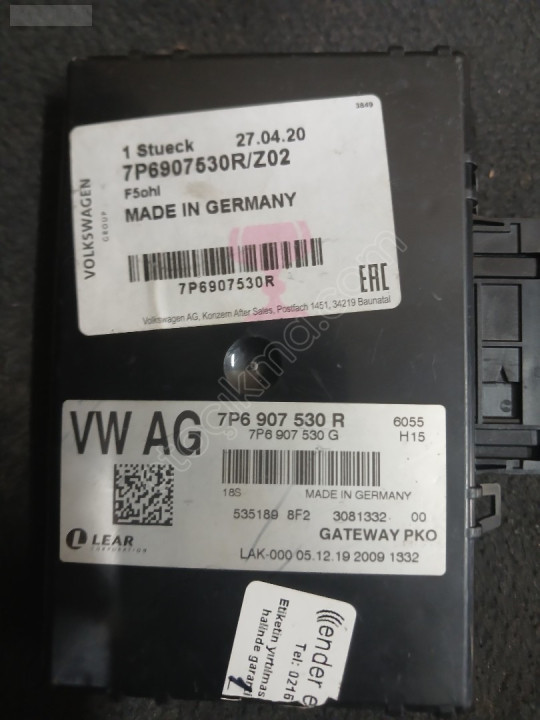 3849
1 Stueck 27.04.20
7P6907530R/Z02
F5ohl
MADE IN GERMANY
VOLKSWAGEN
GROUP
7P6907530R
EAC
Volkswagen AG, Konzern After Sales, Postfach 1451, 34219 Baunatal
VW AG
7P6 907 530 R 6055
7P6 907 530 G H15
18S MADE IN GERMANY
535189 8F2 3081332 00
GATEWAY PKO
LEAR
CORPORATION
LAK-000 05.12.19 2009 1332
ender e
Tel: 0216
Etiketin yırtılmas
halinde garanti